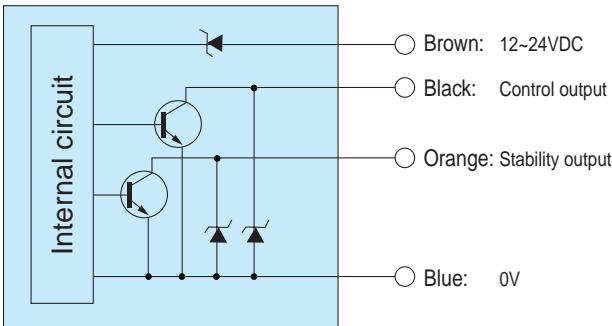 Internal circuit
Brown: 12~24VDC
Black: Control output
Orange: Stability output
Blue: 0V